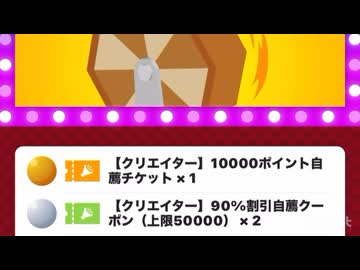 【クリエイター】10000ポイント自
薦チケット × 1
【クリエイター】90%割引自薦クー
ポン（上限50000） × 2